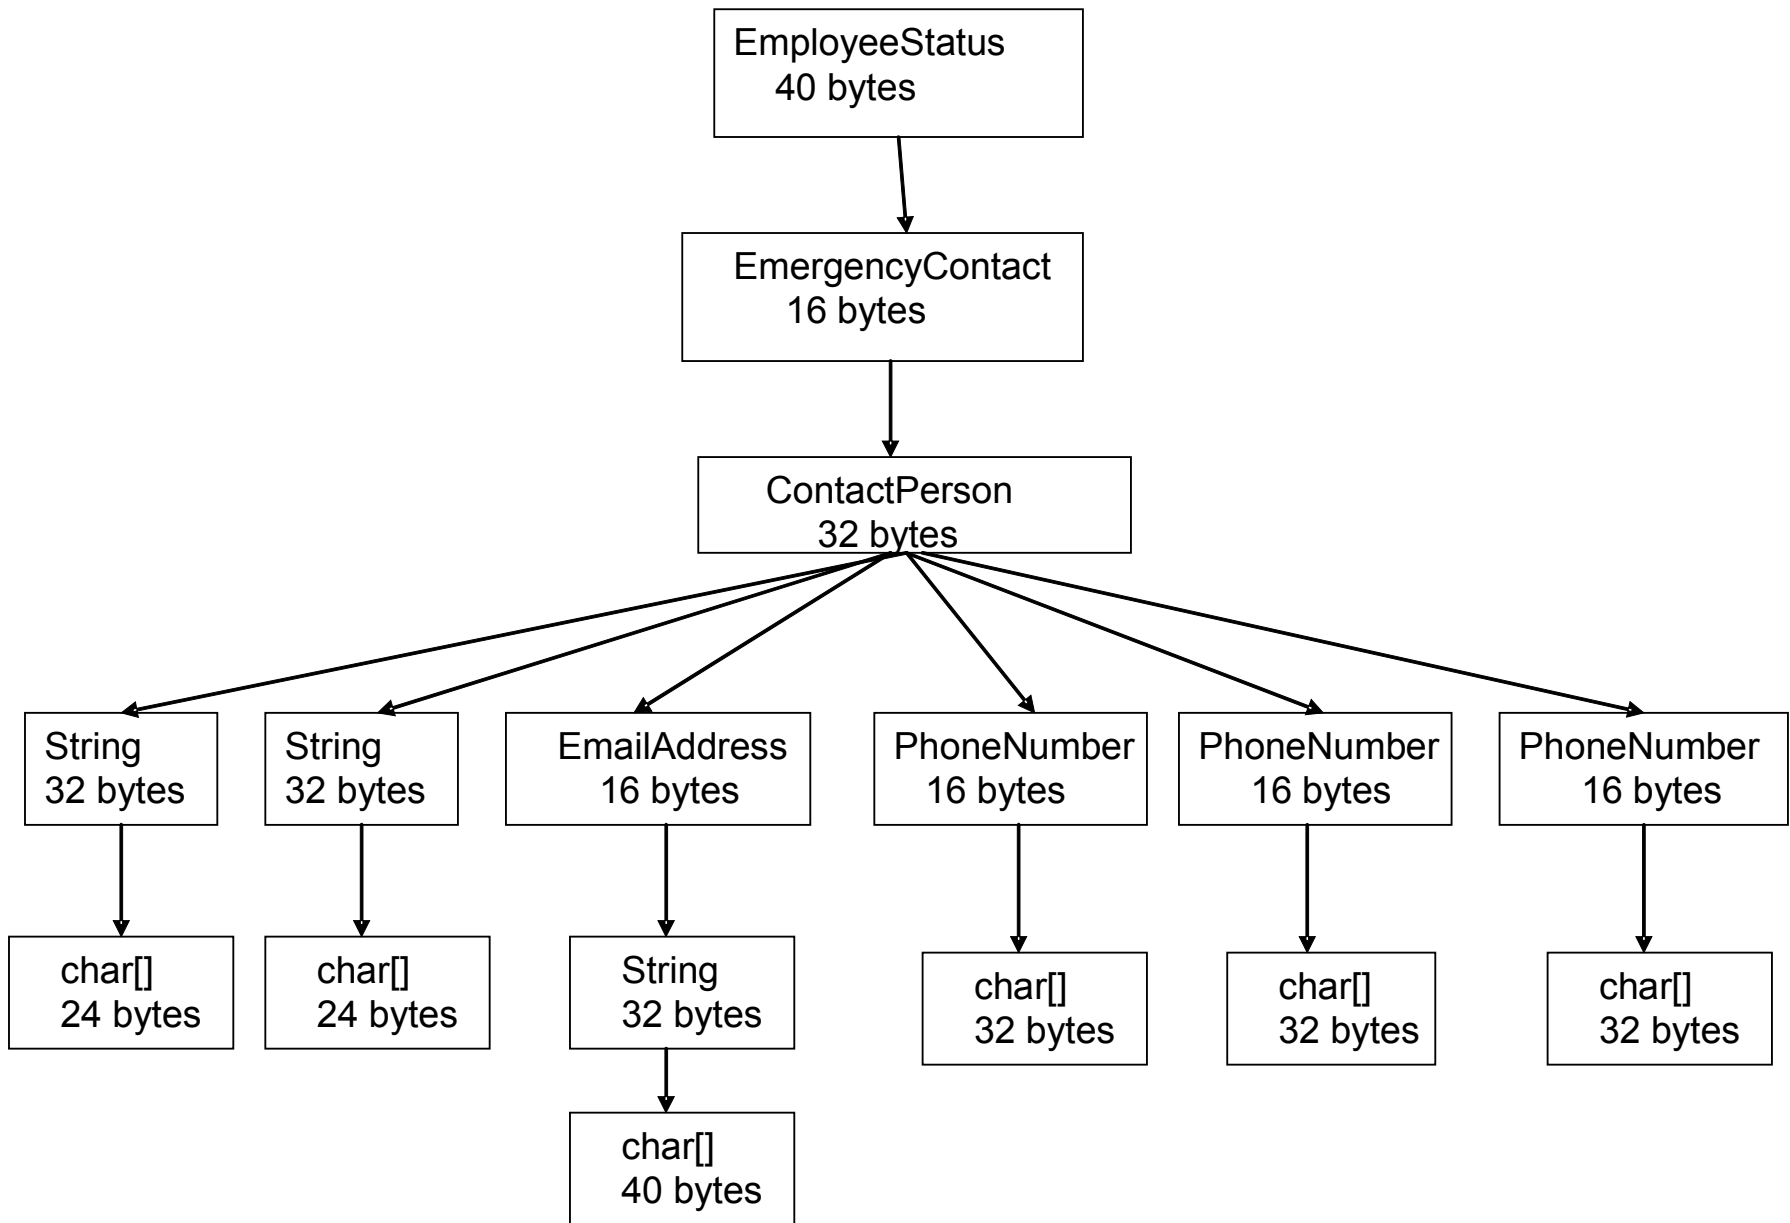 EmployeeStatus
40 bytes
EmergencyContact
16 bytes
ContactPerson
32 bytes
String
32 bytes
String
32 bytes
EmailAddress
16 bytes
PhoneNumber
16 bytes
PhoneNumber
16 bytes
PhoneNumber
16 bytes
char[]
24 bytes
char[]
24 bytes
String
32 bytes
char[]
32 bytes
char[]
32 bytes
char[]
32 bytes
char[]
40 bytes